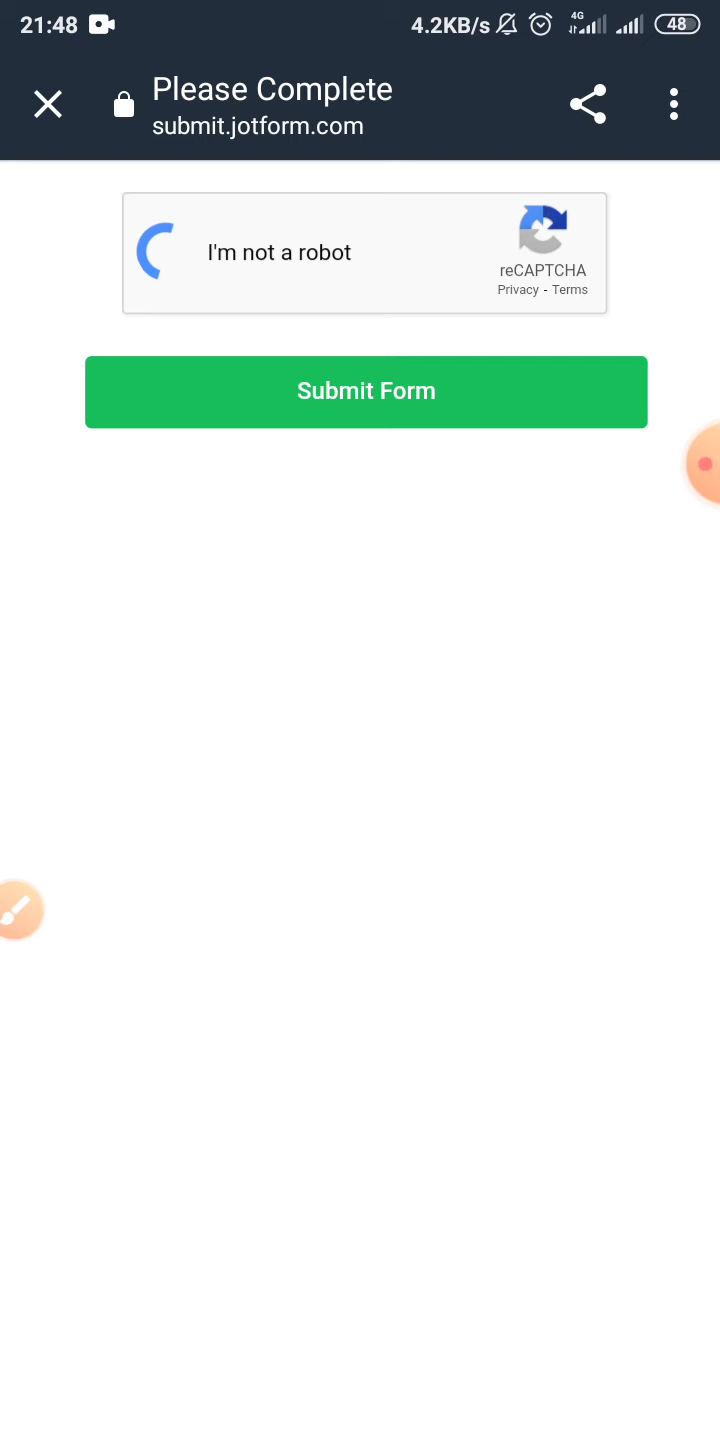 21:48 4.2KB/s 4G 48
Please Complete
submit.jotform.com
I'm not a robot
reCAPTCHA
Privacy - Terms
Submit Form